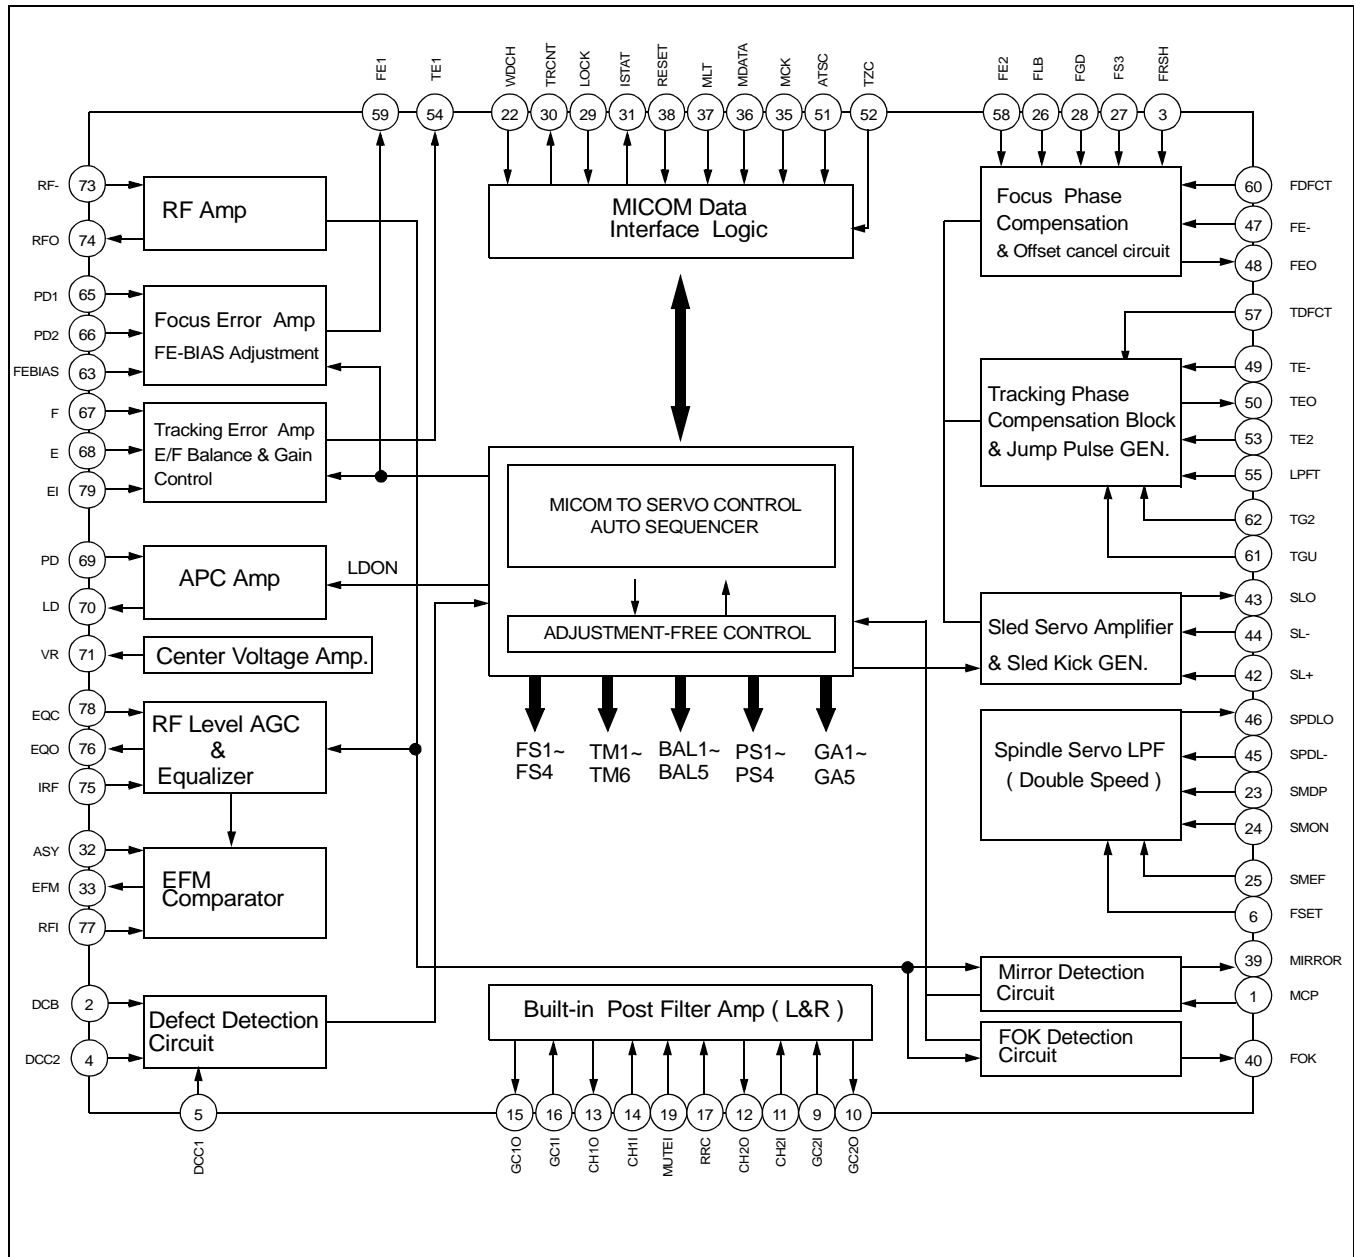 FE1
TE1
WDCH
TRCNT
LOCK
ISTAT
RESET
MLT
MDATA
MCK
ATSC
TZC
FE2
FLB
FGD
FS3
FRSH
59
54
22
30
29
31
38
37
36
35
51
52
58
26
28
27
3
RF- 73
RFO 74
RF Amp
PD1 65
PD2 66
FEBIAS 63
Focus Error Amp
FE-BIAS Adjustment
F 67
E 68
EI 79
Tracking Error Amp
E/F Balance & Gain
Control
PD 69
LD 70
APC Amp
LDON
VR 71
Center Voltage Amp.
EQC 78
EQO 76
IRF 75
RF Level AGC
&
Equalizer
ASY 32
EFM 33
RFI 77
EFM
Comparator
DCB 2
DCC2 4
Defect Detection
Circuit
5
DCC1
MICOM Data
Interface Logic
MICOM TO SERVO CONTROL
AUTO SEQUENCER
ADJUSTMENT-FREE CONTROL
FS1~
FS4
TM1~
TM6
BAL1~
BAL5
PS1~
PS4
GA1~
GA5
Built-in Post Filter Amp ( L&R )
15
16
13
14
19
17
12
11
9
10
GC1O
GC1I
CH1O
CH1I
MUTEI
RRC
CH2O
CH2I
GC2I
GC2O
Focus Phase
Compensation
& Offset cancel circuit
60 FDFCT
47 FE-
48 FEO
57 TDFCT
Tracking Phase
Compensation Block
& Jump Pulse GEN.
49 TE-
50 TEO
53 TE2
55 LPFT
62 TG2
61 TGU
Sled Servo Amplifier
& Sled Kick GEN.
43 SLO
44 SL-
42 SL+
Spindle Servo LPF
( Double Speed )
46 SPDLO
45 SPDL-
23 SMDP
24 SMON
25 SMEF
6 FSET
Mirror Detection
Circuit
39 MIRROR
1 MCP
FOK Detection
Circuit
40 FOK